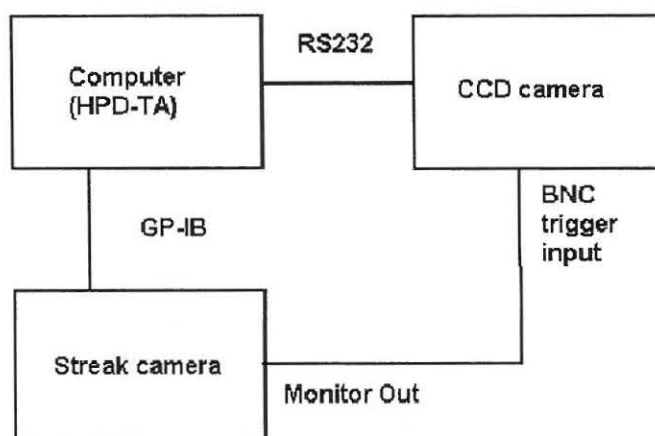 RS232
Computer
(HPD-TA)
CCD camera
BNC
trigger
input
GP-IB
Streak camera
Monitor Out